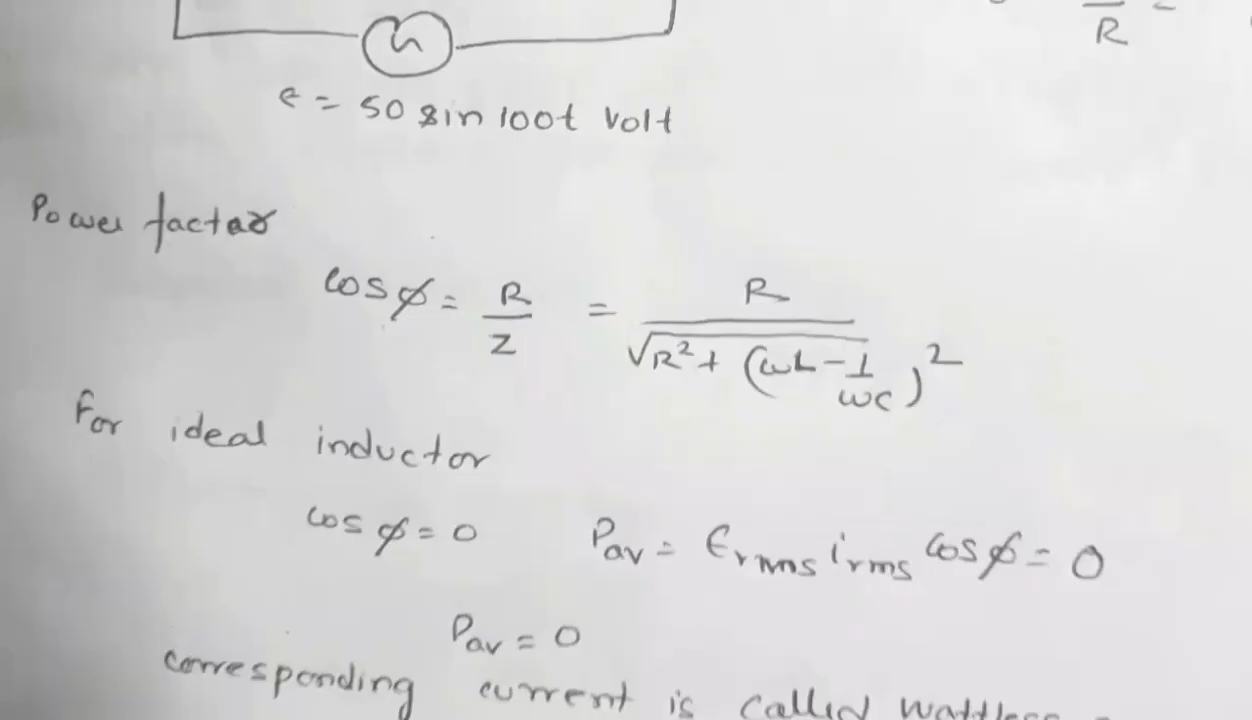 R
e = 50 sin 100t volt
Power factor
cos φ = R/Z = R/√R² + (ωL - 1/ωC)²
For ideal inductor
cos φ = 0 Pav = Erms irms cos φ = 0
Pav = 0
corresponding current is called